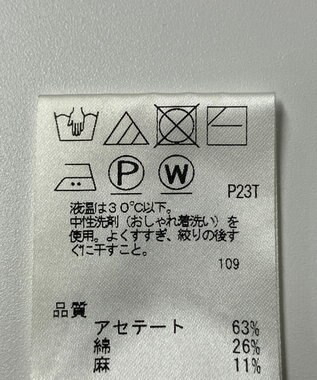 P
W
P23T
液温は30℃以下。
中性洗剤（おしゃれ着洗い）を
使用。よくすすぎ、絞りの後す
ぐに干すこと。
109
品質
アセテート 63%
綿 26%
麻 11%